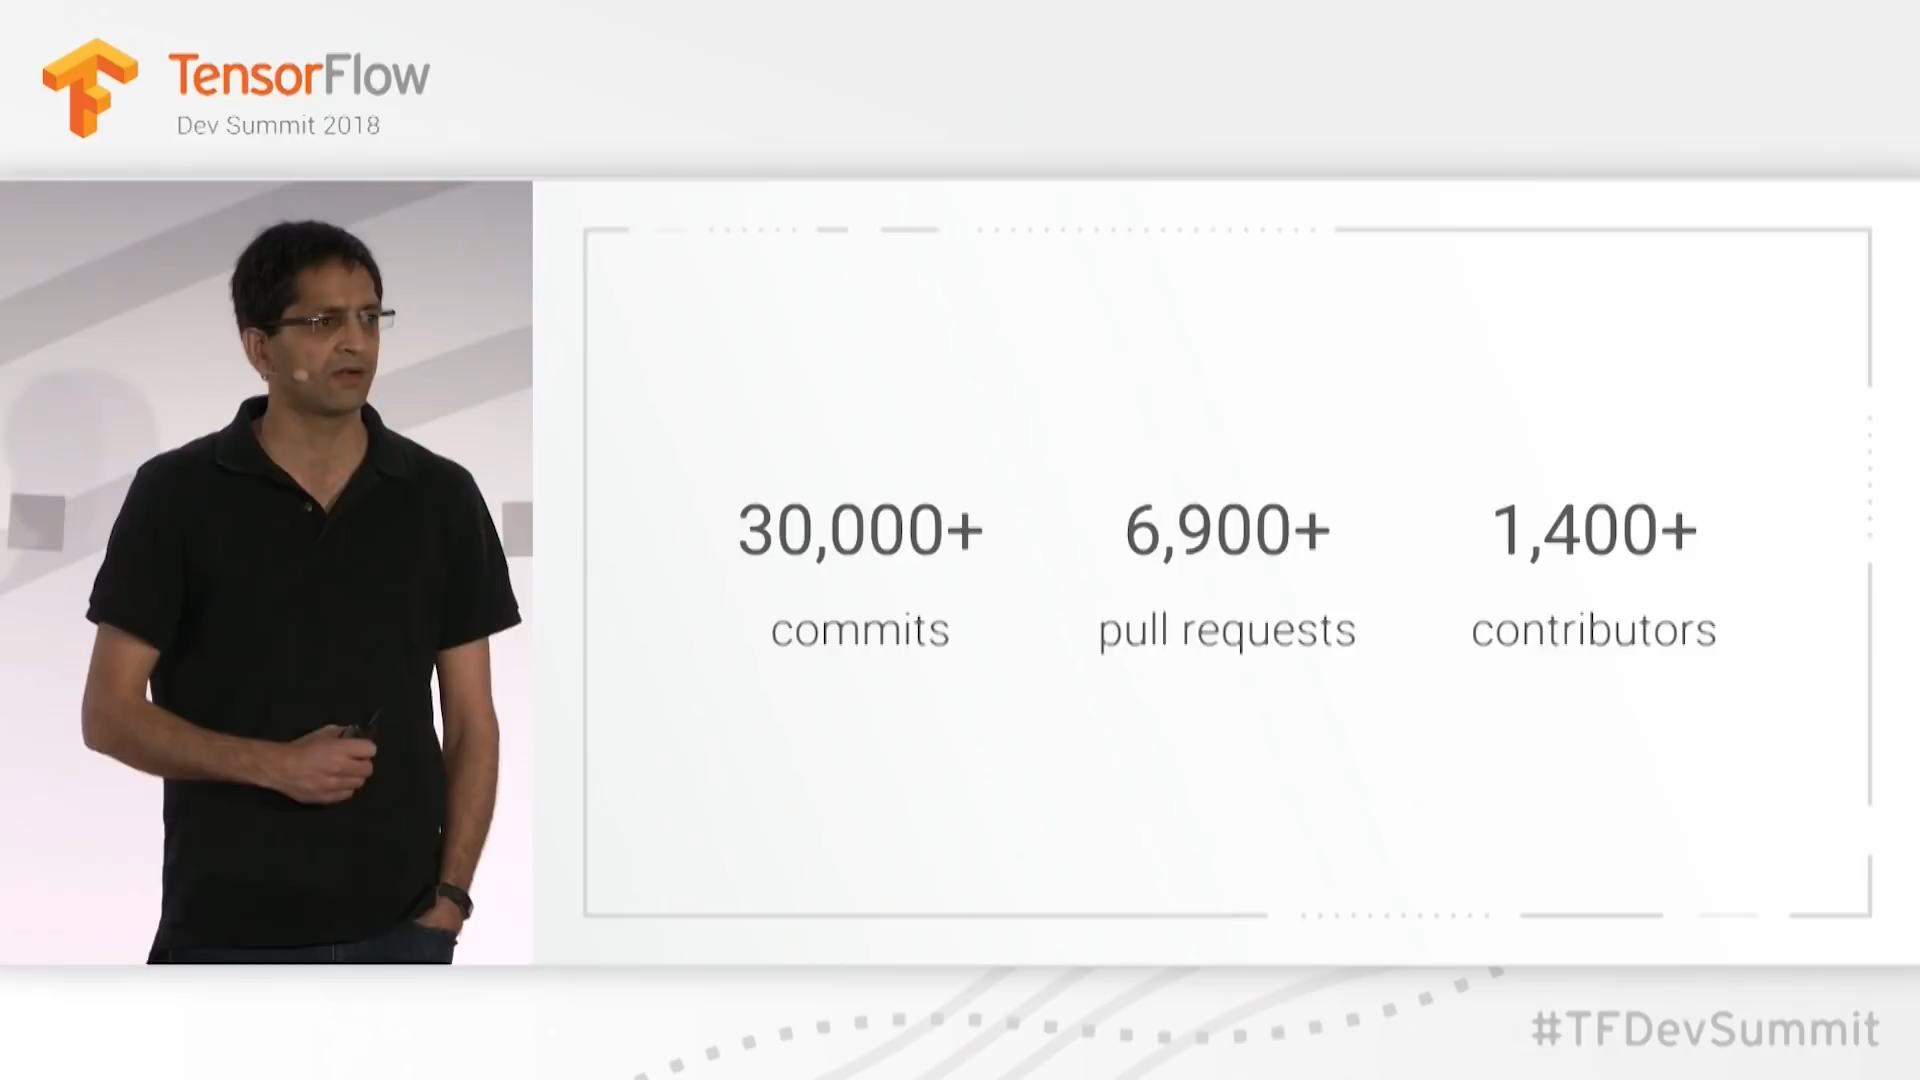 TensorFlow
Dev Summit 2018
30,000+ 6,900+ 1,400+
commits pull requests contributors
#TFDevSummit